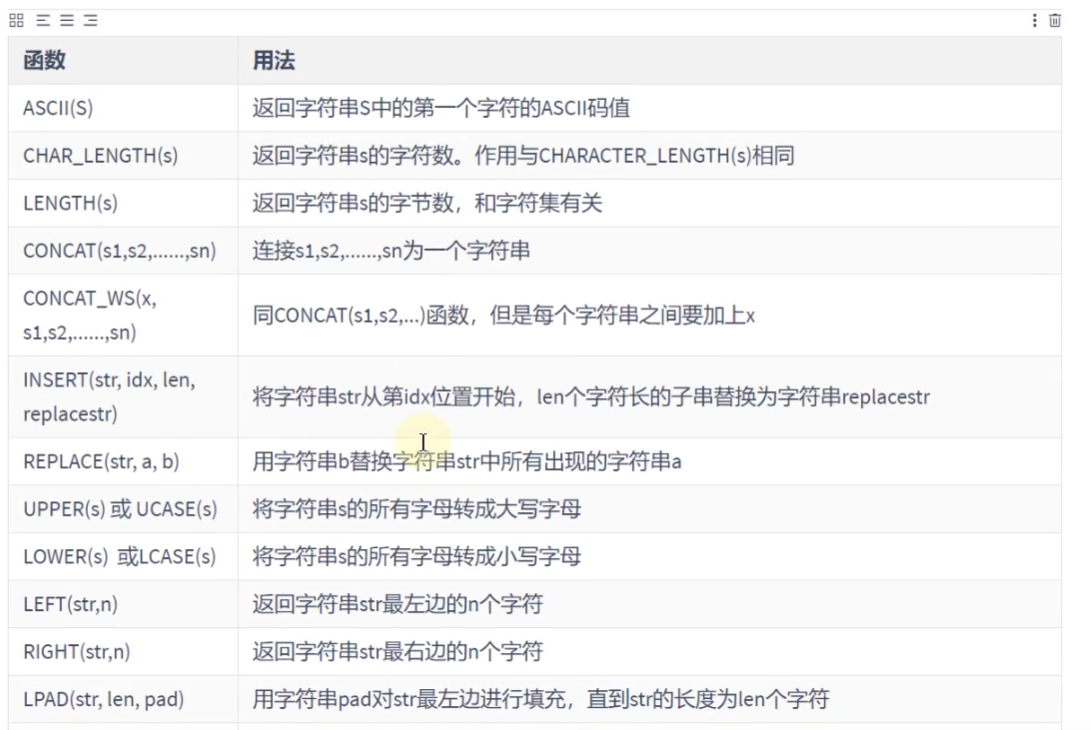 函数 用法
ASCII(S) 返回字符串S中的第一个字符的ASCII码值
CHAR_LENGTH(s) 返回字符串s的字符数。作用与CHARACTER_LENGTH(s)相同
LENGTH(s) 返回字符串s的字节数，和字符集有关
CONCAT(s1,s2,......,sn) 连接s1,s2,......,sn为一个字符串
CONCAT_WS(x,
s1,s2,......,sn) 同CONCAT(s1,s2,...)函数，但是每个字符串之间要加上x
INSERT(str, idx, len,
replacestr) 将字符串str从第idx位置开始，len个字符长的子串替换为字符串replacestr
REPLACE(str, a, b) 用字符串b替换字符串str中所有出现的字符串a
UPPER(s) 或 UCASE(s) 将字符串s的所有字母转成大写字母
LOWER(s) 或LCASE(s) 将字符串s的所有字母转成小写字母
LEFT(str,n) 返回字符串str最左边的n个字符
RIGHT(str,n) 返回字符串str最右边的n个字符
LPAD(str, len, pad) 用字符串pad对str最左边进行填充，直到str的长度为len个字符